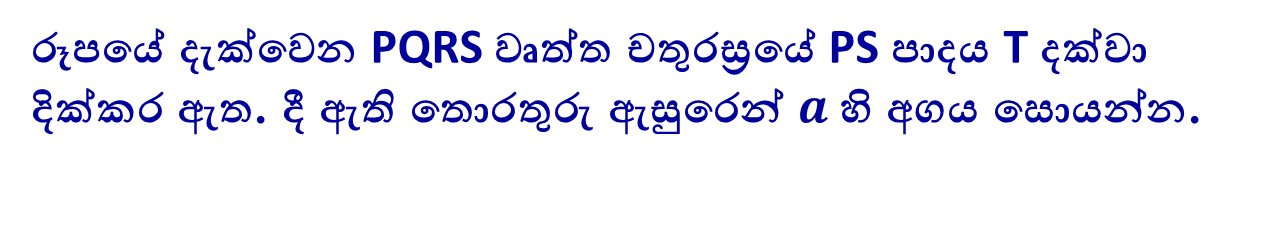 රූපයේ දැක්වෙන PQRS වෘත්ත චතුරස්‍රයේ PS පාදය T දක්වා
දික්කර ඇත. දී ඇති තොරතුරු ඇසුරෙන් a හි අගය සොයන්න.